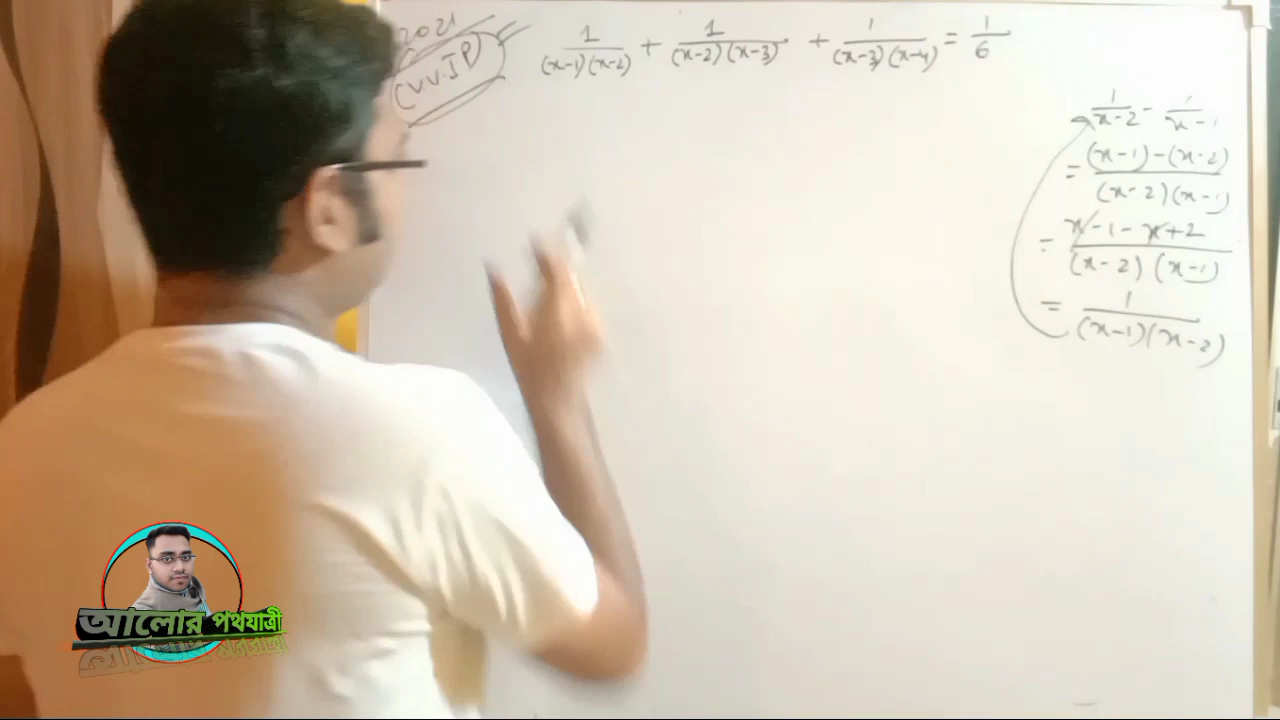 2021
(V.V.IP)
1/(x-1)(x-2) + 1/(x-2)(x-3) + 1/(x-3)(x-4) = 1/6
1/x-2 - 1/x-1
= (x-1)-(x-2)/(x-2)(x-1)
= x-1-x+2/(x-2)(x-1)
= 1/(x-1)(x-2)
আলোর পথযাত্রী